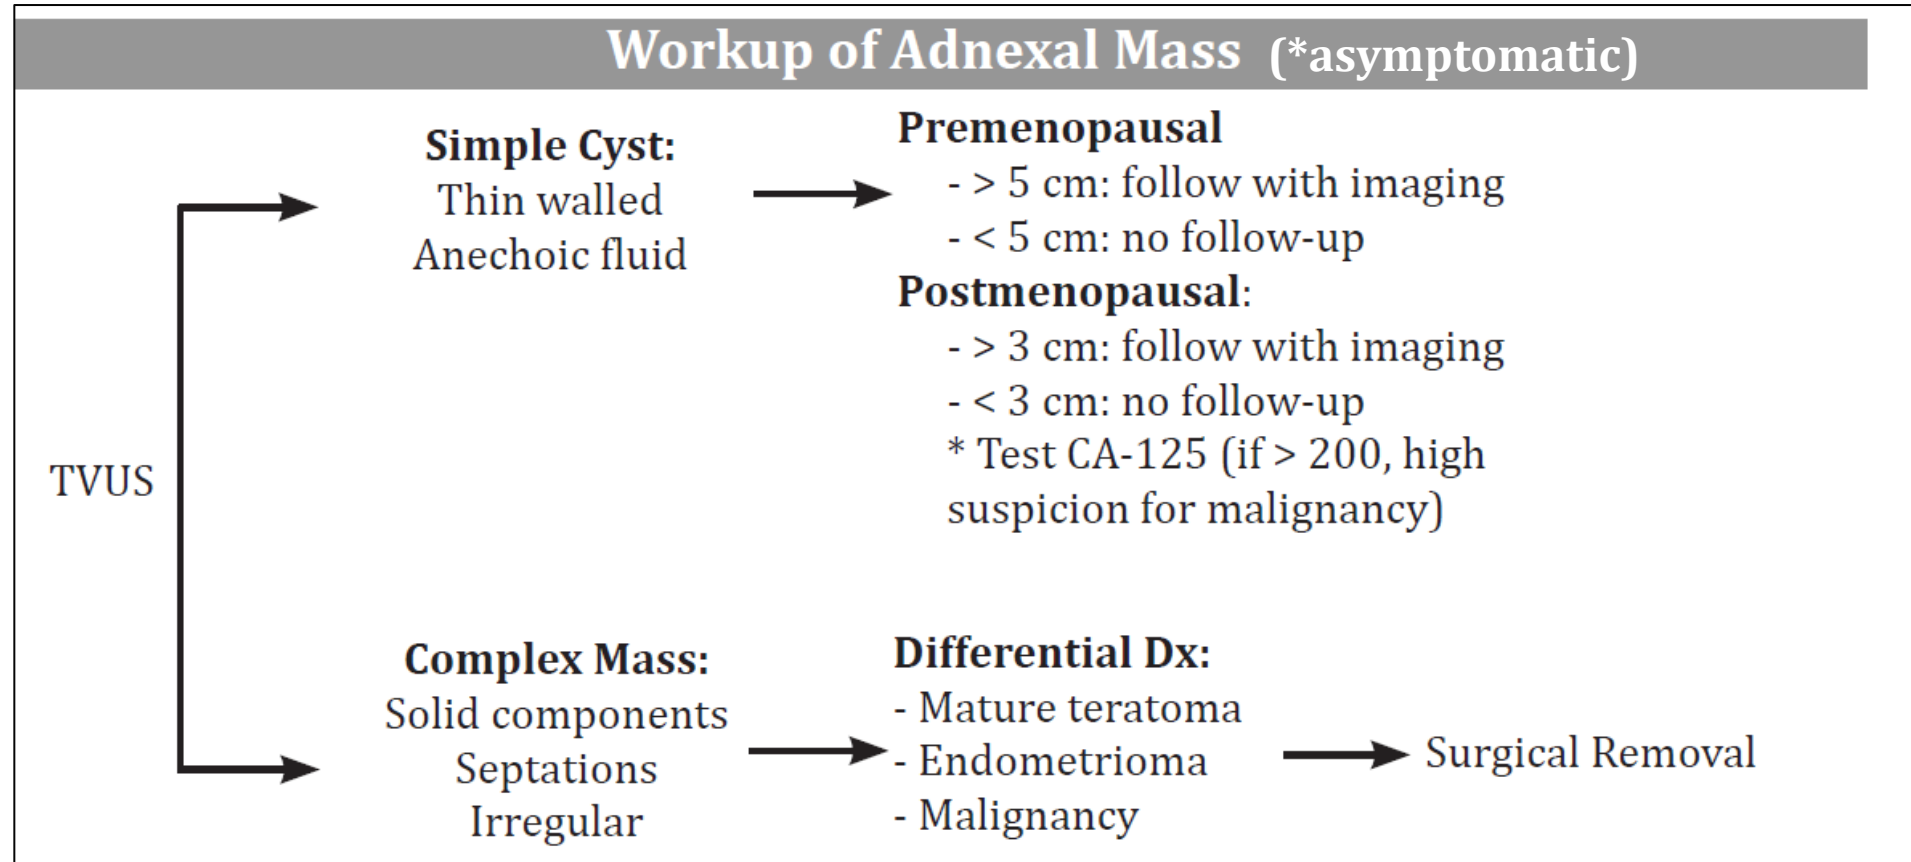 Workup of Adnexal Mass (*asymptomatic)
TVUS
Simple Cyst:
Thin walled
Anechoic fluid
Premenopausal
- > 5 cm: follow with imaging
- < 5 cm: no follow-up
Postmenopausal:
- > 3 cm: follow with imaging
- < 3 cm: no follow-up
* Test CA-125 (if > 200, high
suspicion for malignancy)
Complex Mass:
Solid components
Septations
Irregular
Differential Dx:
- Mature teratoma
- Endometrioma
- Malignancy
Surgical Removal